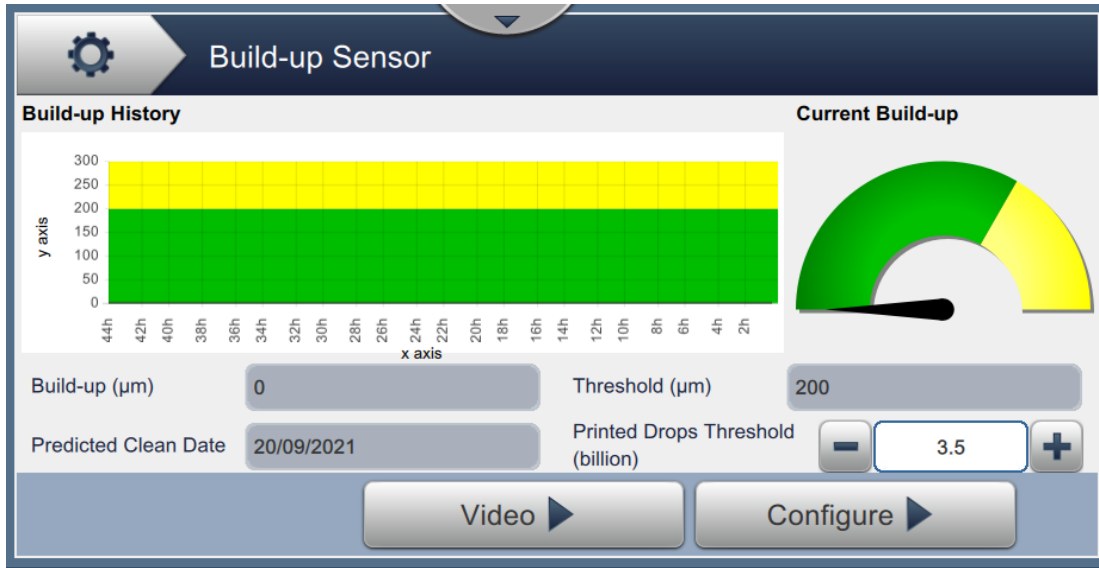 Build-up Sensor
Build-up History
Current Build-up
300
250
200
150
100
50
0
y axis
44h 42h 40h 38h 36h 34h 32h 30h 28h 26h 24h 22h 20h 18h 16h 14h 12h 10h 8h 6h 4h 2h
x axis
Build-up (µm) 0 Threshold (µm) 200
Predicted Clean Date 20/09/2021
Printed Drops Threshold
(billion)
3.5
Video
Configure